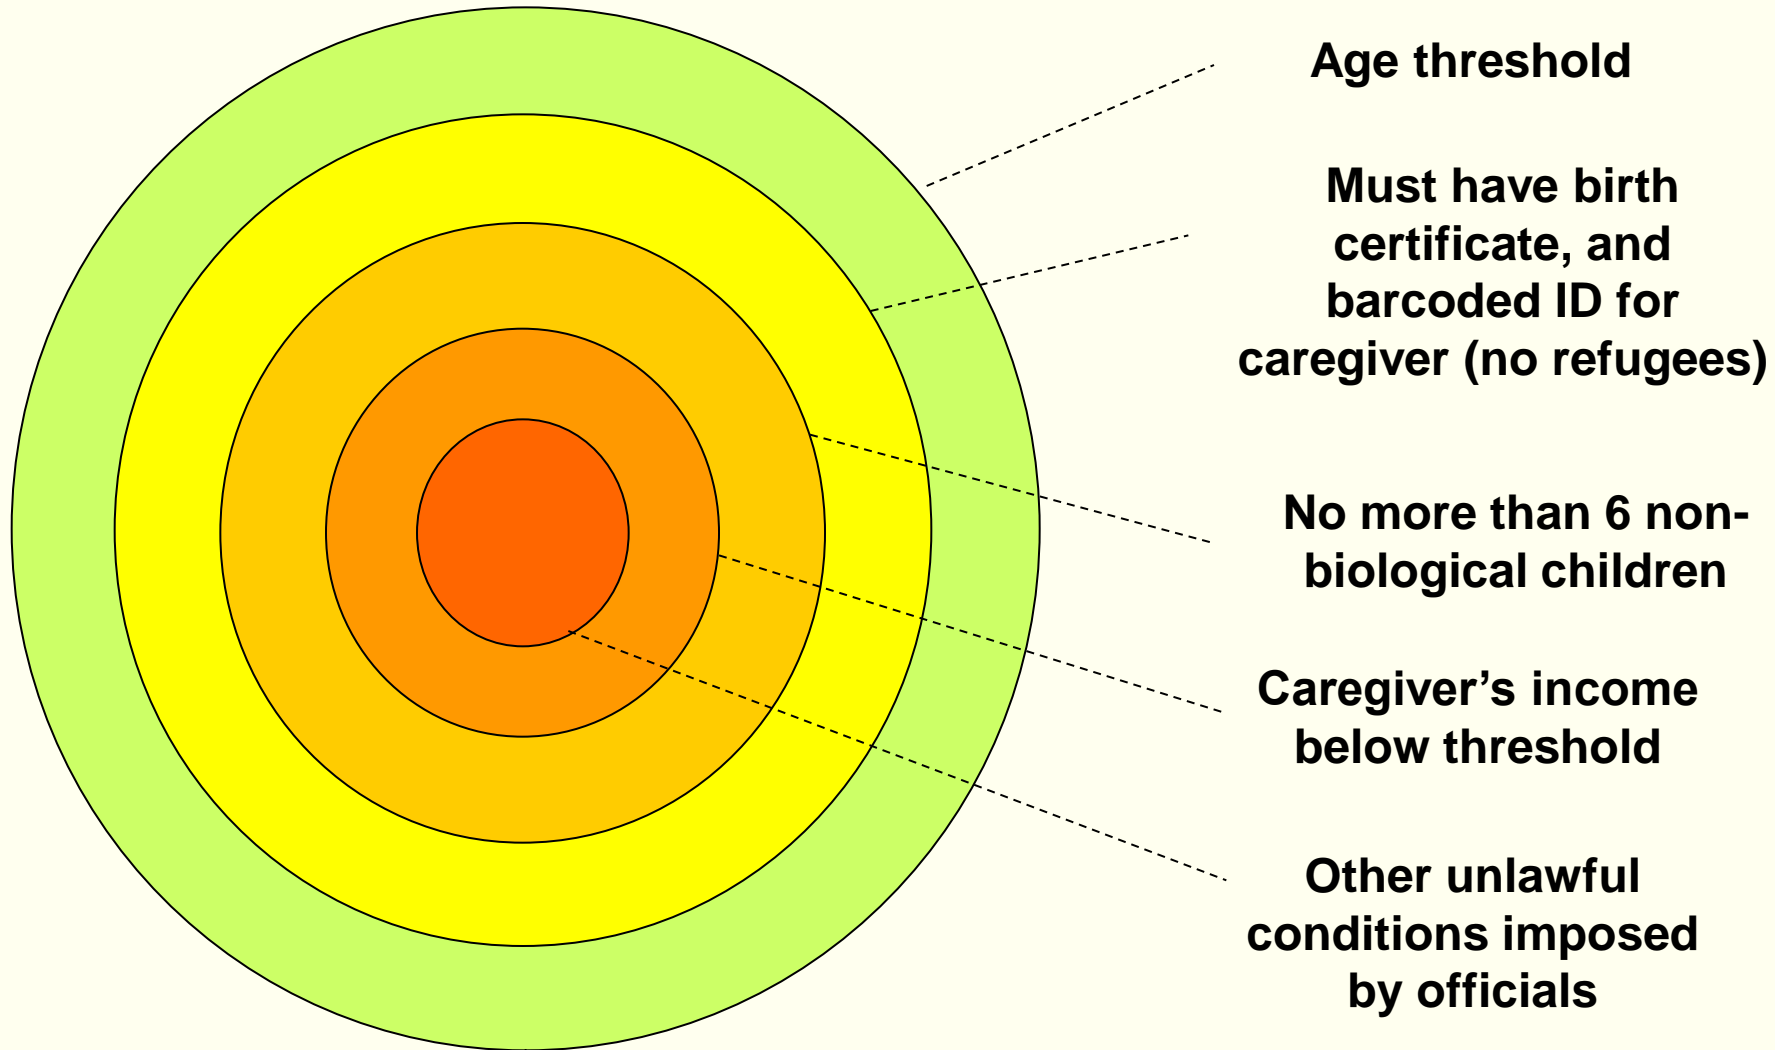 Age threshold
Must have birth
certificate, and
barcoded ID for
caregiver (no refugees)
No more than 6 non-
biological children
Caregiver’s income
below threshold
Other unlawful
conditions imposed
by officials